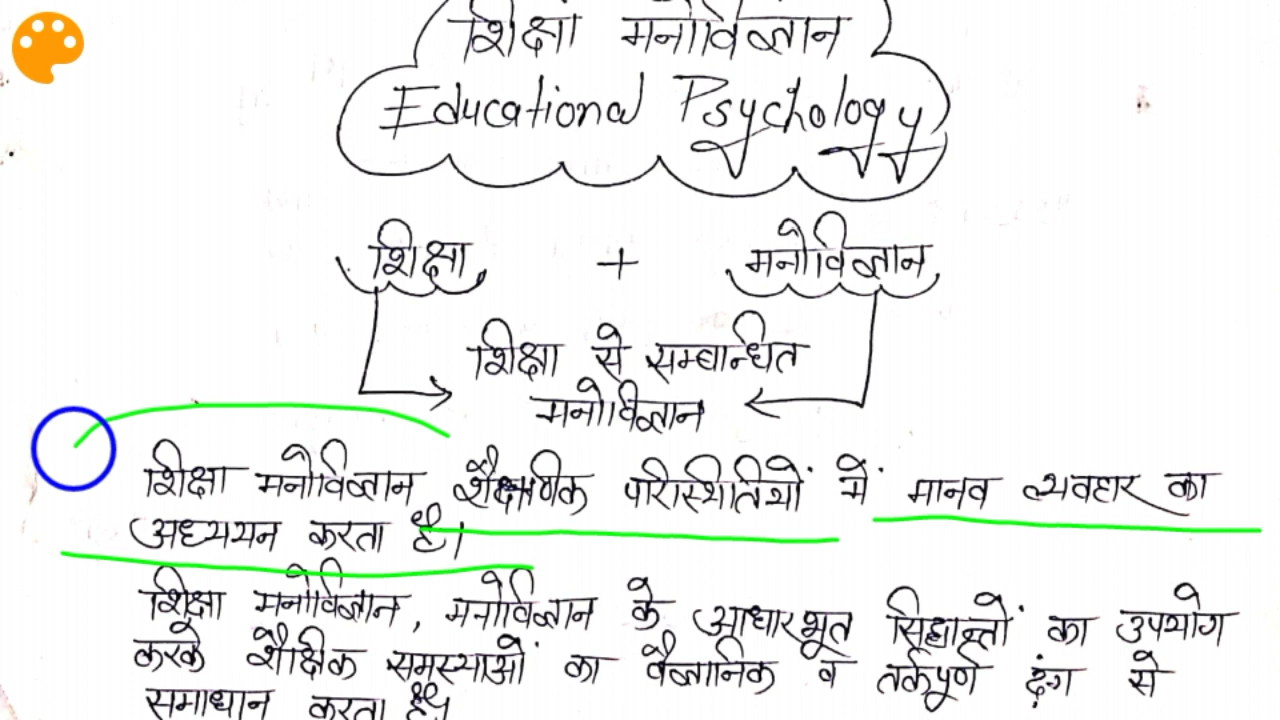 शिक्षा मनोविज्ञान
Educational Psychology
शिक्षा + मनोविज्ञान
शिक्षा से सम्बन्धित
मनोविज्ञान
शिक्षा मनोविज्ञान शैक्षणिक परिस्थितियों में मानव व्यवहार का
अध्ययन करता है।
शिक्षा मनोविज्ञान, मनोविज्ञान के आधारभूत सिद्धान्तों का उपयोग
करके शैक्षिक समस्याओं का वैज्ञानिक व तर्कपूर्ण ढ़ंग से
समाधान करता है।